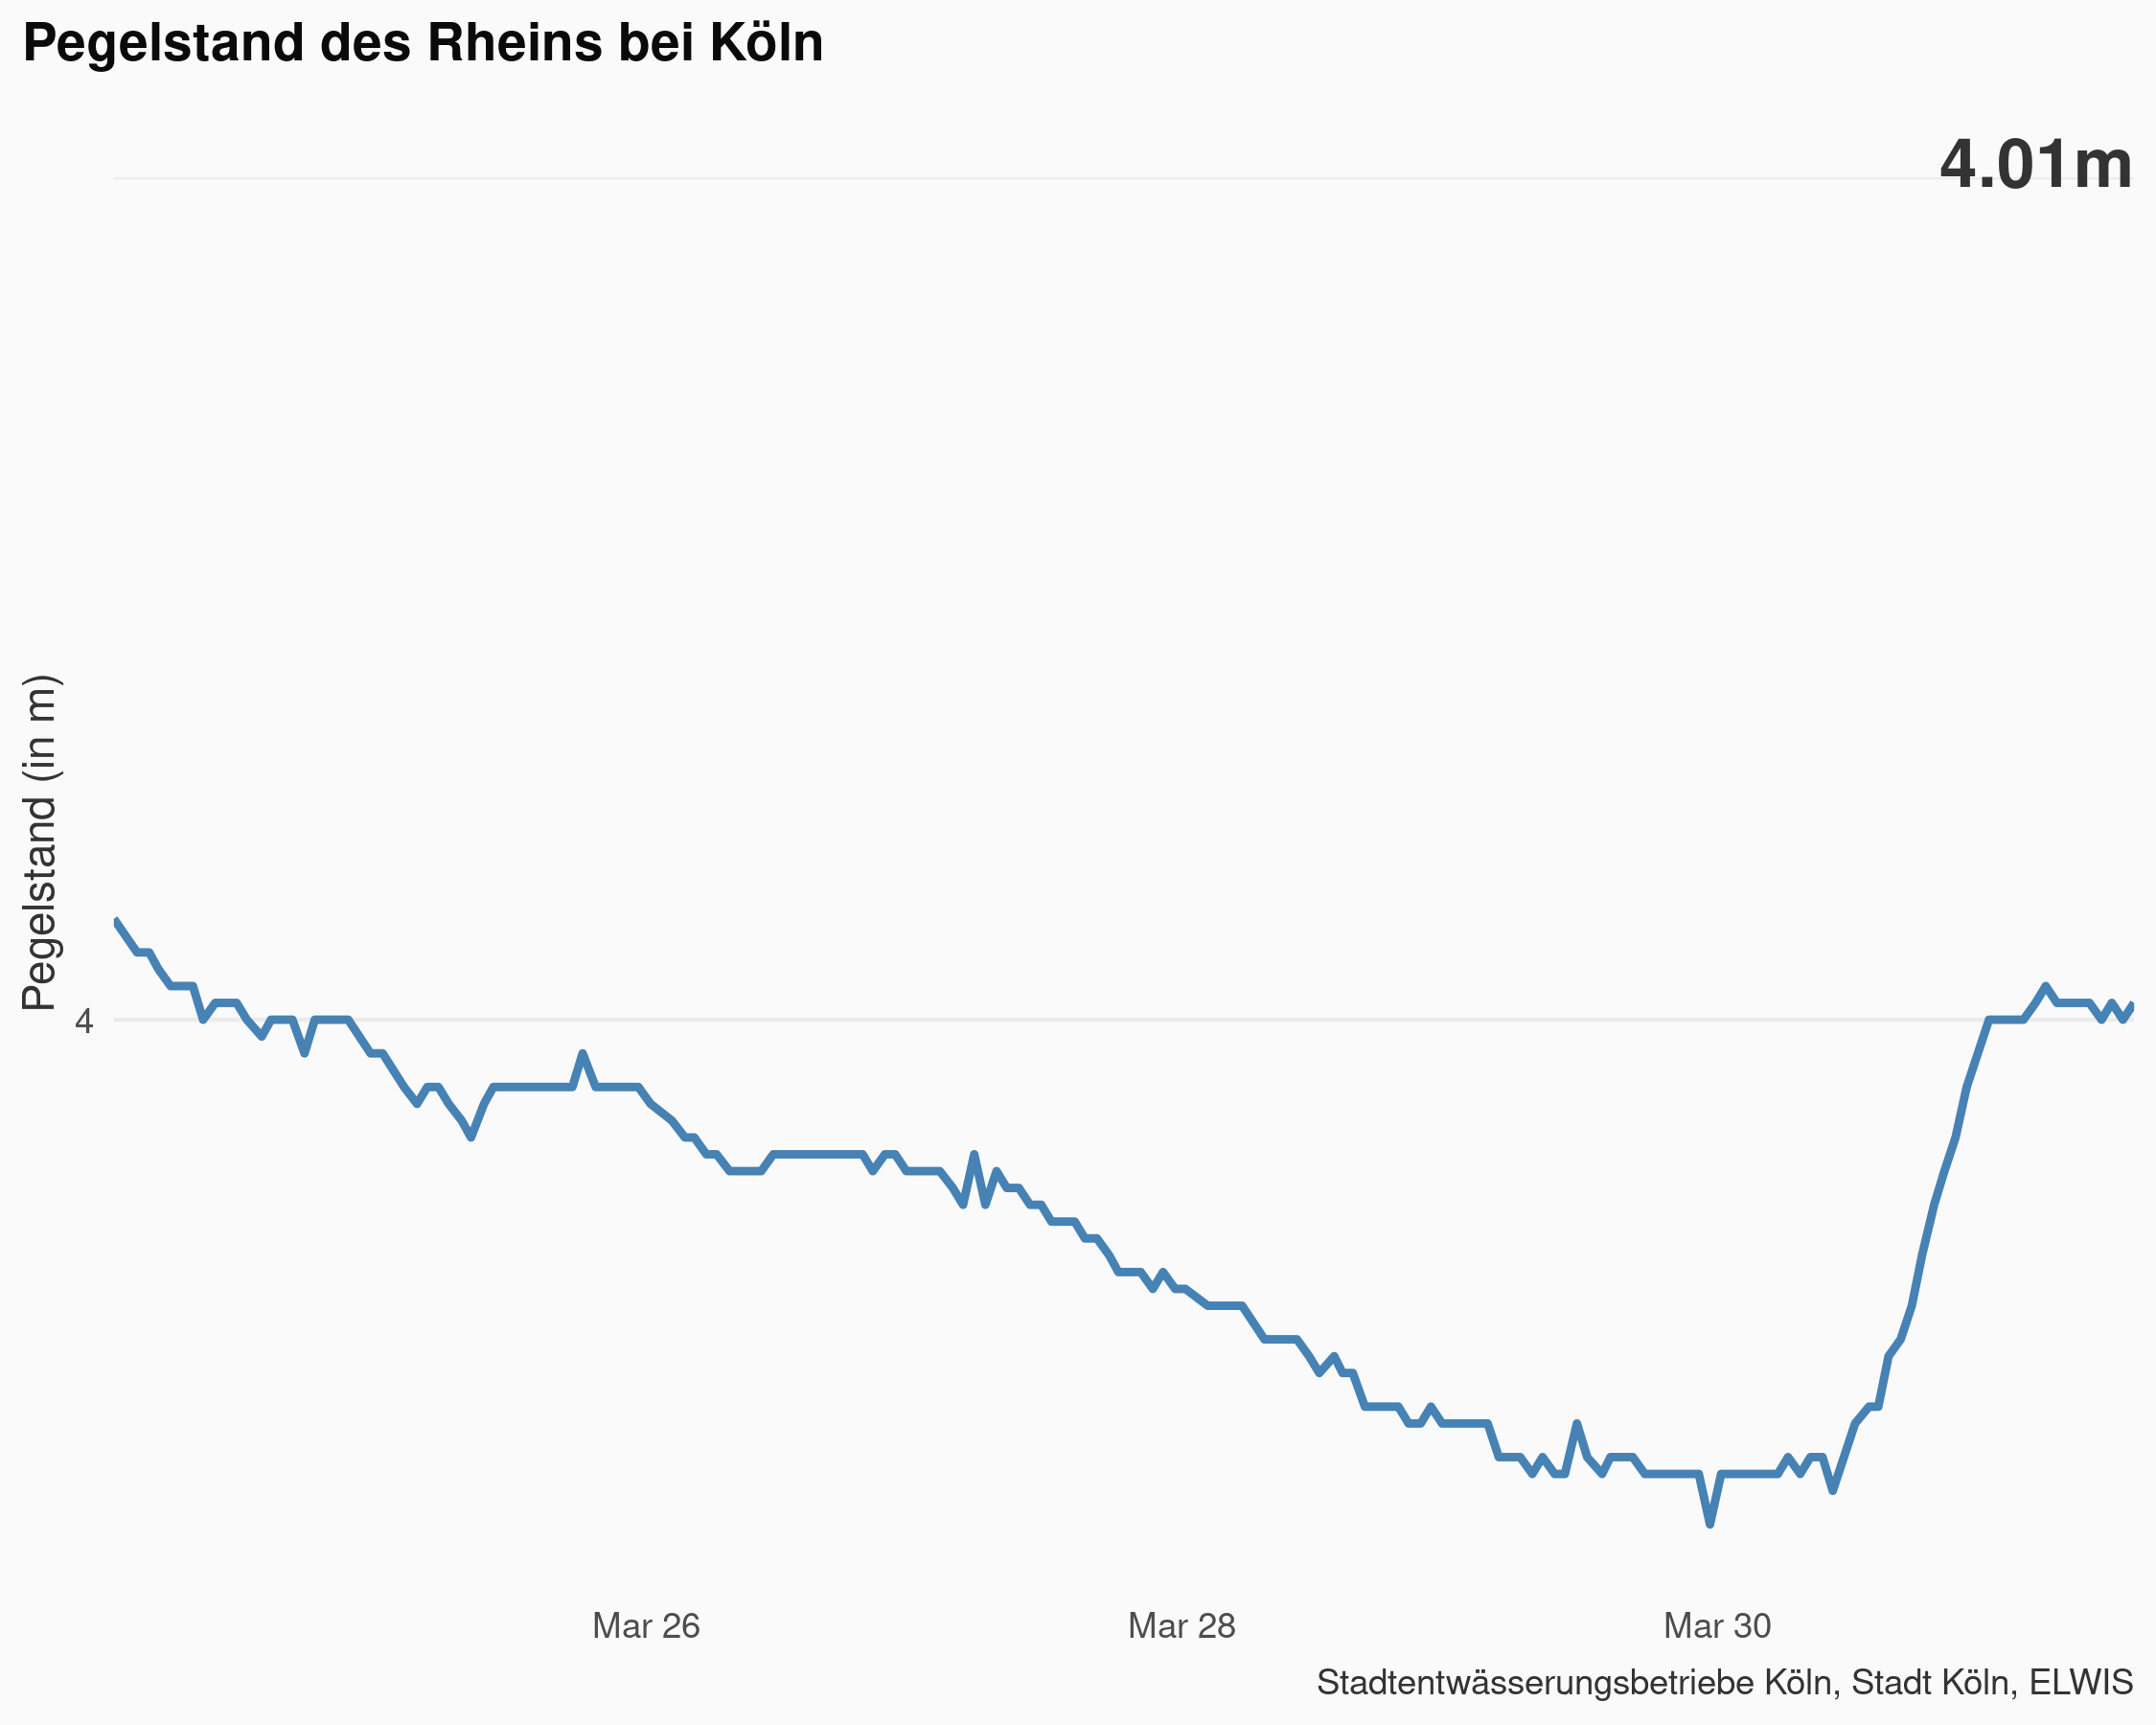 Pegelstand des Rheins bei Köln
4.01m
Pegelstand (in m)
4
Mar 26
Mar 28
Mar 30
Stadtentwässerungsbetriebe Köln, Stadt Köln, ELWIS